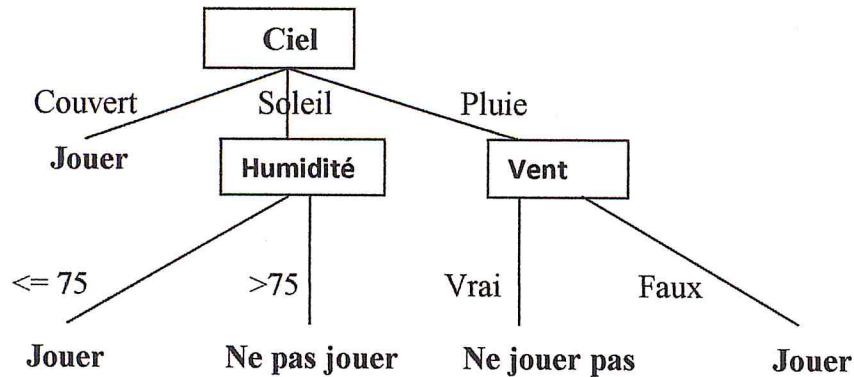 Ciel
Couvert Soleil Pluie
Jouer
Humidité Vent
<= 75 >75 Vrai Faux
Jouer Ne pas jouer Ne jouer pas Jouer